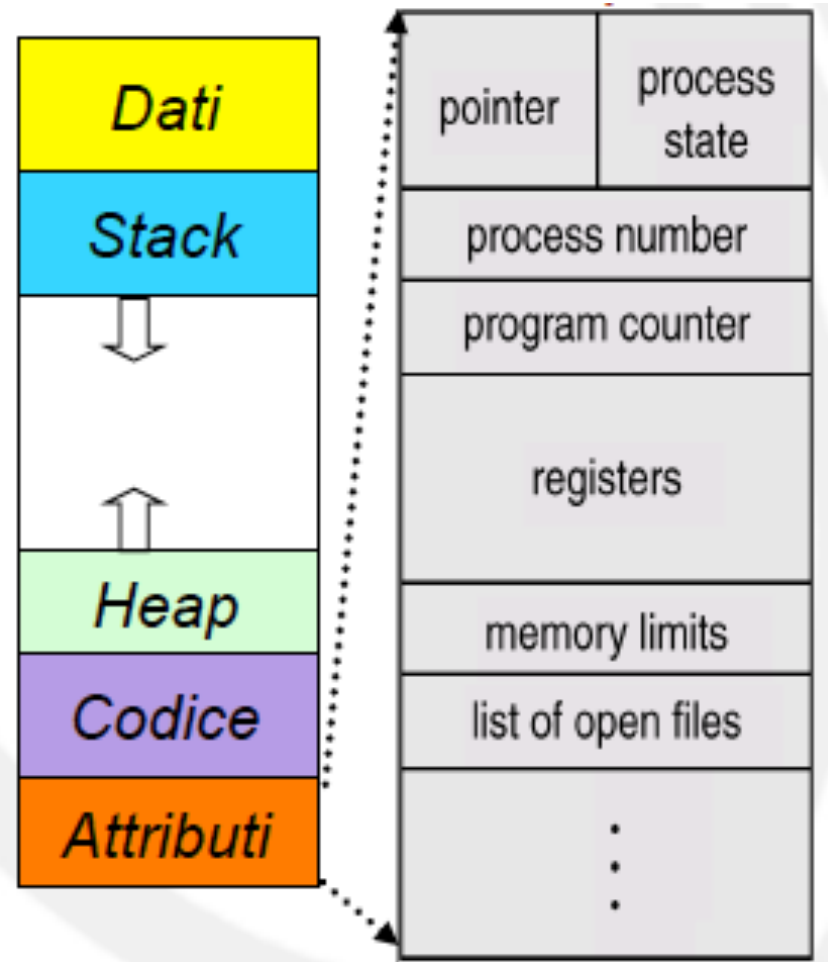 Dati
Stack
Heap
Codice
Attributi
pointer
process
state
process number
program counter
registers
memory limits
list of open files